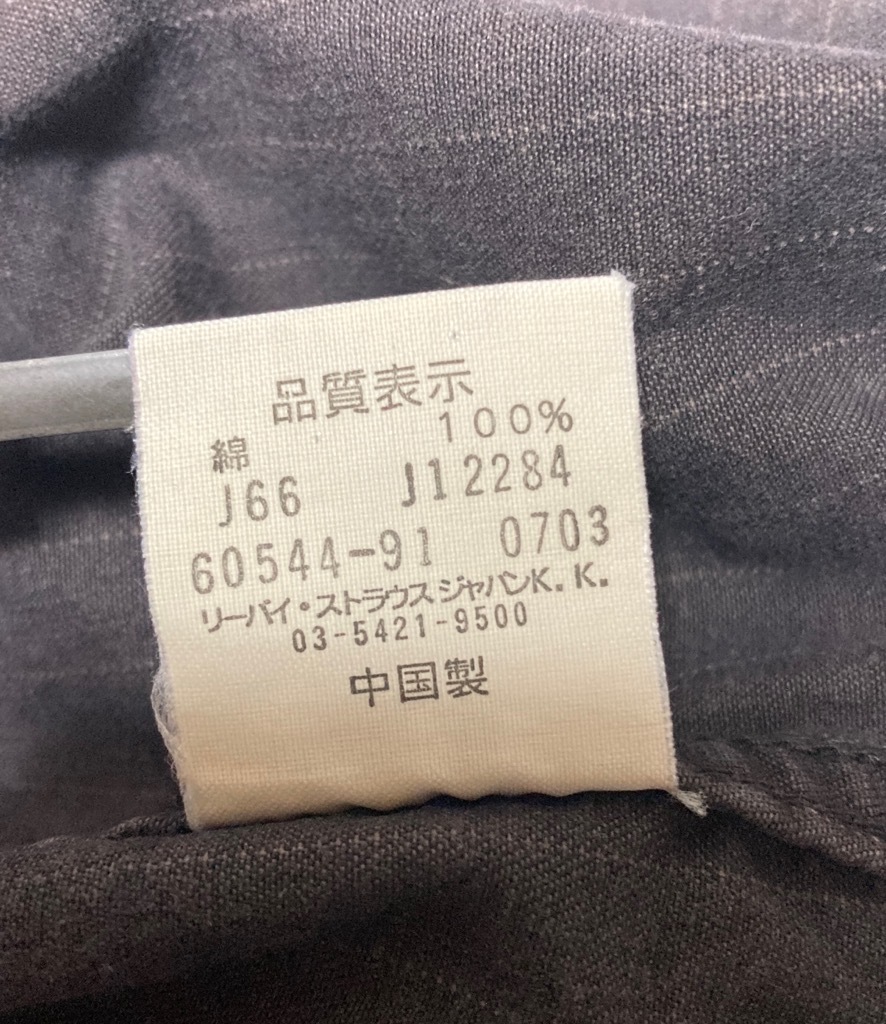 品質表示
綿 100%
J66 J12284
60544-91 0703
リーバイ・ストラウスジャパンK.K.
03-5421-9500
中国製